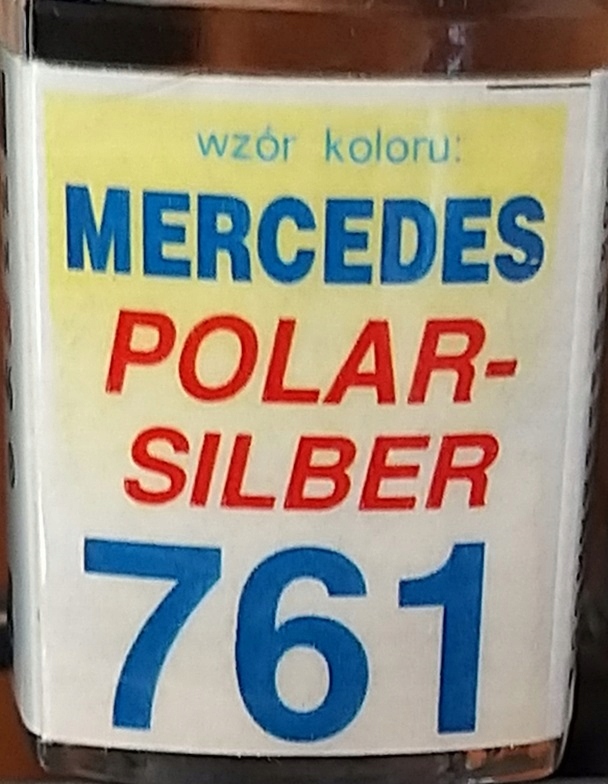 wzór koloru:
MERCEDES
POLAR-
SILBER
761